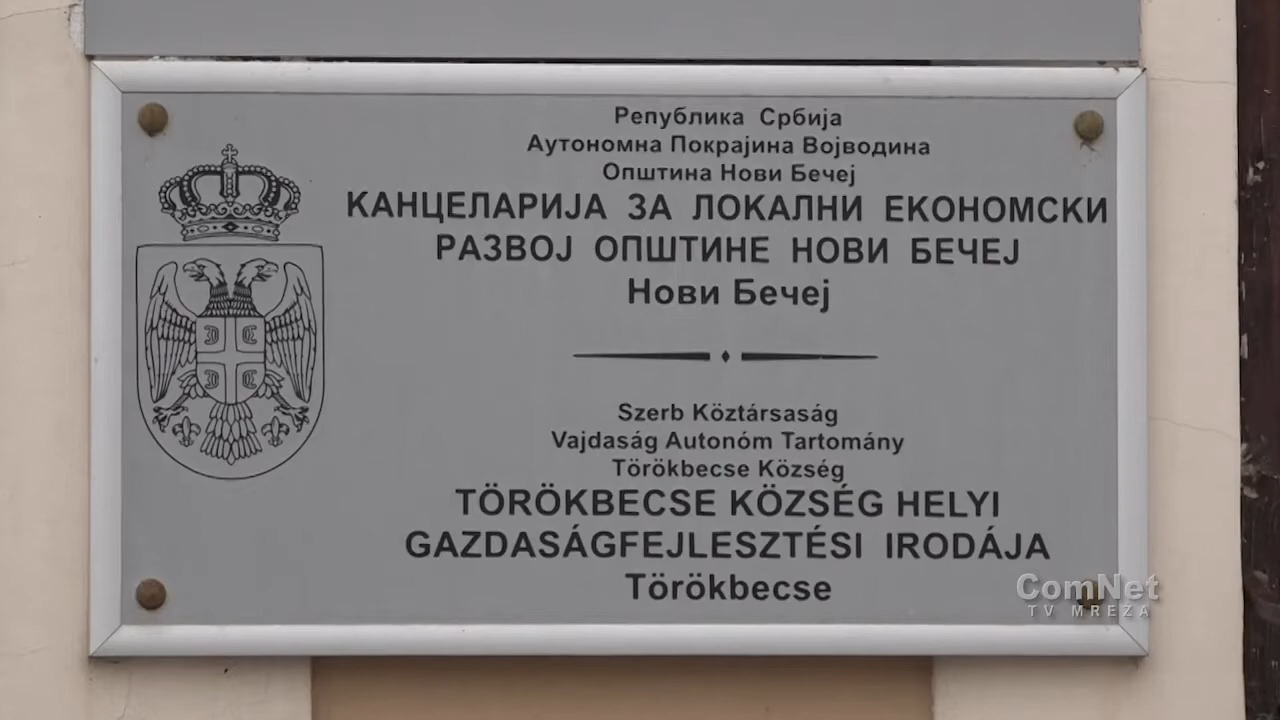 Република Србија
Аутономна Покрајина Војводина
Општина Нови Бечеј
КАНЦЕЛАРИЈА ЗА ЛОКАЛНИ ЕКОНОМСКИ
РАЗВОЈ ОПШТИНЕ НОВИ БЕЧЕЈ
Нови Бечеј
Szerb Köztársaság
Vajdaság Autonóm Tartomány
Törökbecse Község
TÖRÖKBECSE KÖZSÉG HELYI
GAZDASÁGFEJLESZTÉSI IRODÁJA
Törökbecse
ComNet
TV MREZA